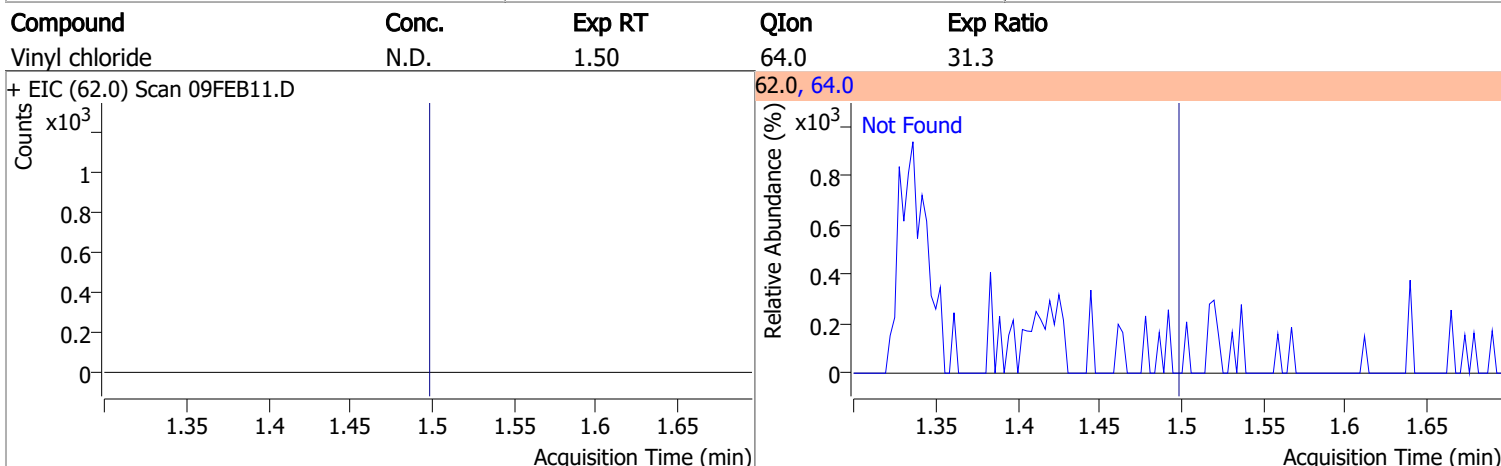 Compound Conc. Exp RT QIon Exp Ratio
Vinyl chloride N.D. 1.50 64.0 31.3
+ EIC (62.0) Scan 09FEB11.D
Counts
x10³
1
0.8
0.6
0.4
0.2
0
1.35 1.4 1.45 1.5 1.55 1.6 1.65
Acquisition Time (min)
62.0, 64.0
Relative Abundance (%)
x10³
Not Found
0.8
0.6
0.4
0.2
0
1.35 1.4 1.45 1.5 1.55 1.6 1.65
Acquisition Time (min)